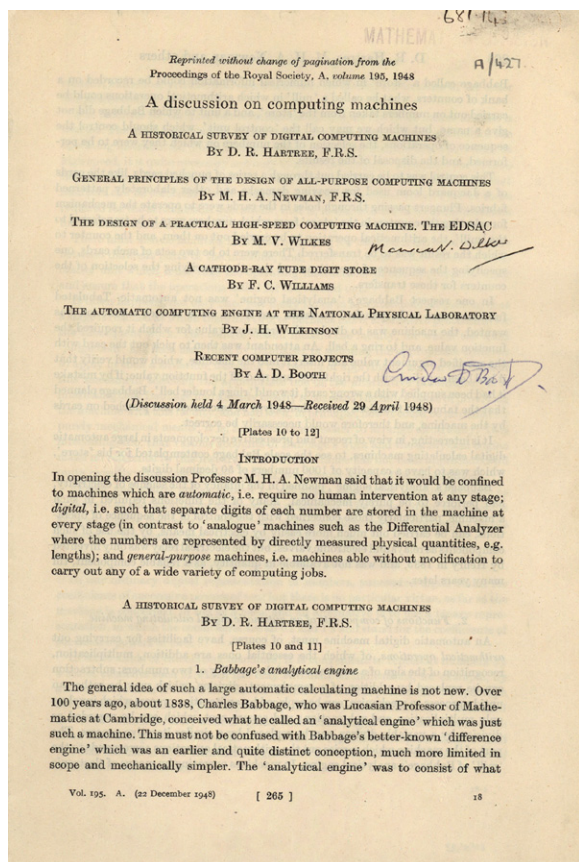 681.14
MATHEMA
A/427.
Reprinted without change of pagination from the
Proceedings of the Royal Society, A, volume 195, 1948
A discussion on computing machines
A HISTORICAL SURVEY OF DIGITAL COMPUTING MACHINES
BY D. R. HARTREE, F.R.S.
GENERAL PRINCIPLES OF THE DESIGN OF ALL-PURPOSE COMPUTING MACHINES
BY M. H. A. NEWMAN, F.R.S.
THE DESIGN OF A PRACTICAL HIGH-SPEED COMPUTING MACHINE. THE EDSAC
BY M. V. WILKES
Maurice V. Wilkes
A CATHODE-RAY TUBE DIGIT STORE
BY F. C. WILLIAMS
THE AUTOMATIC COMPUTING ENGINE AT THE NATIONAL PHYSICAL LABORATORY
BY J. H. WILKINSON
RECENT COMPUTER PROJECTS
BY A. D. BOOTH
Andrew D. Booth.
(Discussion held 4 March 1948—Received 29 April 1948)
[Plates 10 to 12]
INTRODUCTION
In opening the discussion Professor M. H. A. Newman said that it would be confined
to machines which are automatic, i.e. require no human intervention at any stage;
digital, i.e. such that separate digits of each number are stored in the machine at
every stage (in contrast to 'analogue' machines such as the Differential Analyzer
where the numbers are represented by directly measured physical quantities, e.g.
lengths); and general-purpose machines, i.e. machines able without modification to
carry out any of a wide variety of computing jobs.
A HISTORICAL SURVEY OF DIGITAL COMPUTING MACHINES
BY D. R. HARTREE, F.R.S.
[Plates 10 and 11]
1. Babbage's analytical engine
The general idea of such a large automatic calculating machine is not new. Over
100 years ago, about 1838, Charles Babbage, who was Lucasian Professor of Mathe-
matics at Cambridge, conceived what he called an 'analytical engine' which was just
such a machine. This must not be confused with Babbage's better-known 'difference
engine' which was an earlier and quite distinct conception, much more limited in
scope and mechanically simpler. The 'analytical engine' was to consist of what
Vol. 195. A. (22 December 1948) [ 265 ] 18